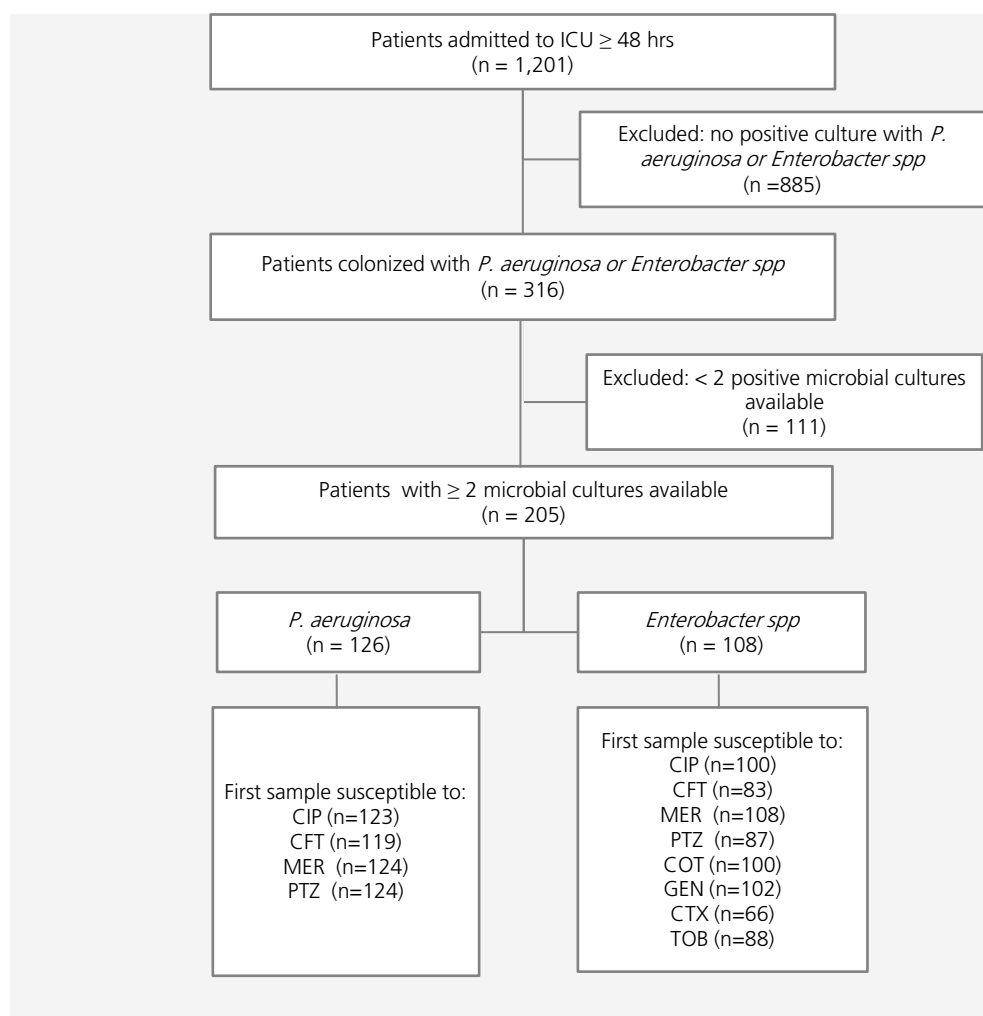 Patients admitted to ICU ≥ 48 hrs
(n = 1,201)
Excluded: no positive culture with P.
aeruginosa or Enterobacter spp
(n =885)
Patients colonized with P. aeruginosa or Enterobacter spp
(n = 316)
Excluded: < 2 positive microbial cultures
available
(n = 111)
Patients with ≥ 2 microbial cultures available
(n = 205)
P. aeruginosa
(n = 126)
Enterobacter spp
(n = 108)
First sample susceptible to:
CIP (n=123)
CFT (n=119)
MER (n=124)
PTZ (n=124)
First sample susceptible to:
CIP (n=100)
CFT (n=83)
MER (n=108)
PTZ (n=87)
COT (n=100)
GEN (n=102)
CTX (n=66)
TOB (n=88)